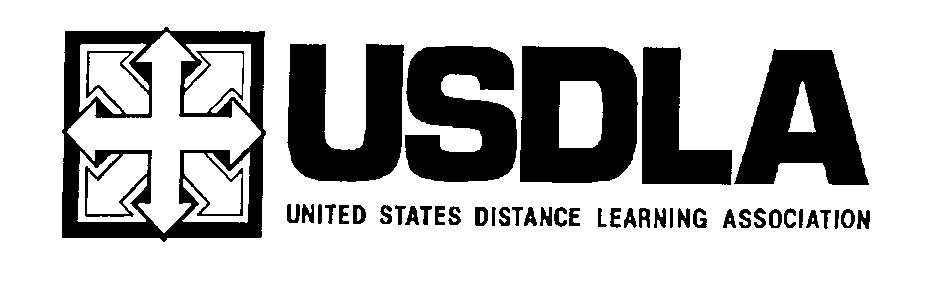 USDLA
UNITED STATES DISTANCE LEARNING ASSOCIATION